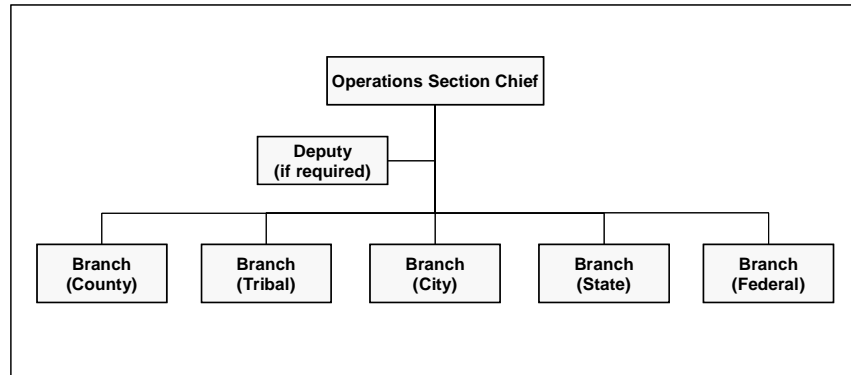 Operations Section Chief
Deputy
(if required)
Branch
(County)
Branch
(Tribal)
Branch
(City)
Branch
(State)
Branch
(Federal)